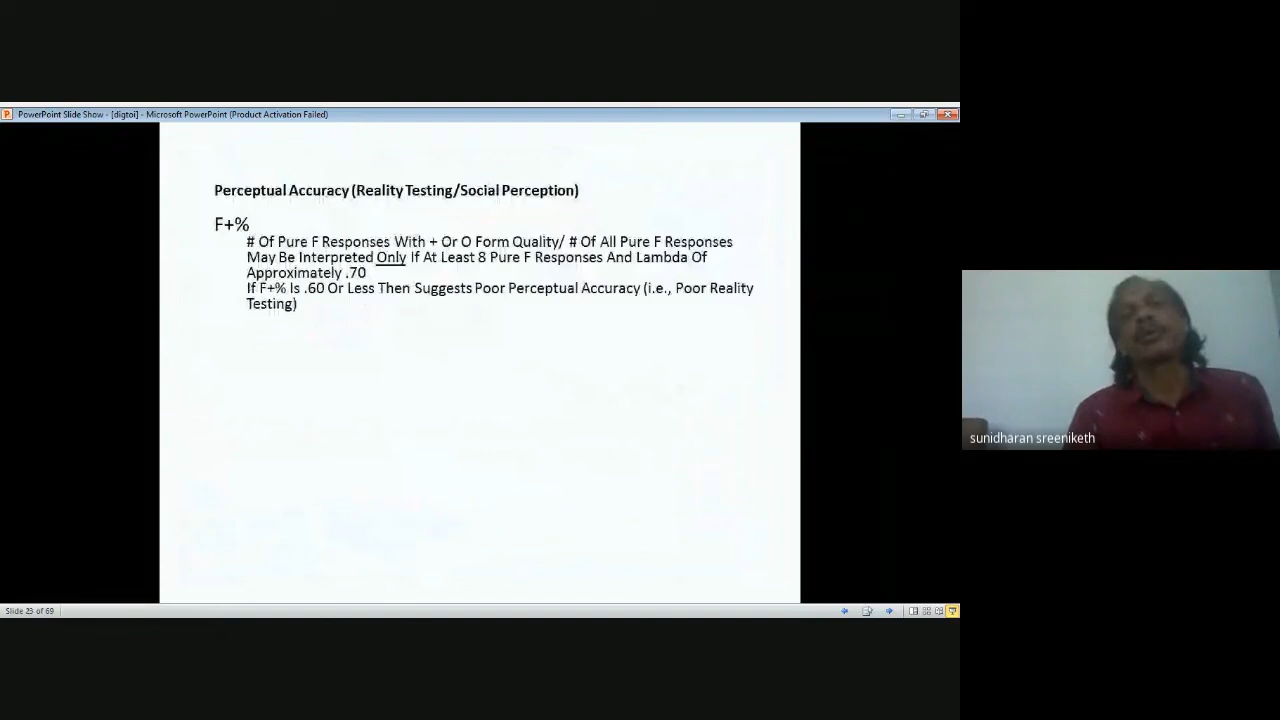 PowerPoint Slide Show - [digtoi] - Microsoft PowerPoint (Product Activation Failed)
Perceptual Accuracy (Reality Testing/Social Perception)
F+%
# Of Pure F Responses With + Or O Form Quality/ # Of All Pure F Responses
May Be Interpreted Only If At Least 8 Pure F Responses And Lambda Of
Approximately .70
If F+% Is .60 Or Less Then Suggests Poor Perceptual Accuracy (i.e., Poor Reality
Testing)
sunidharan sreeniketh
Slide 23 of 69